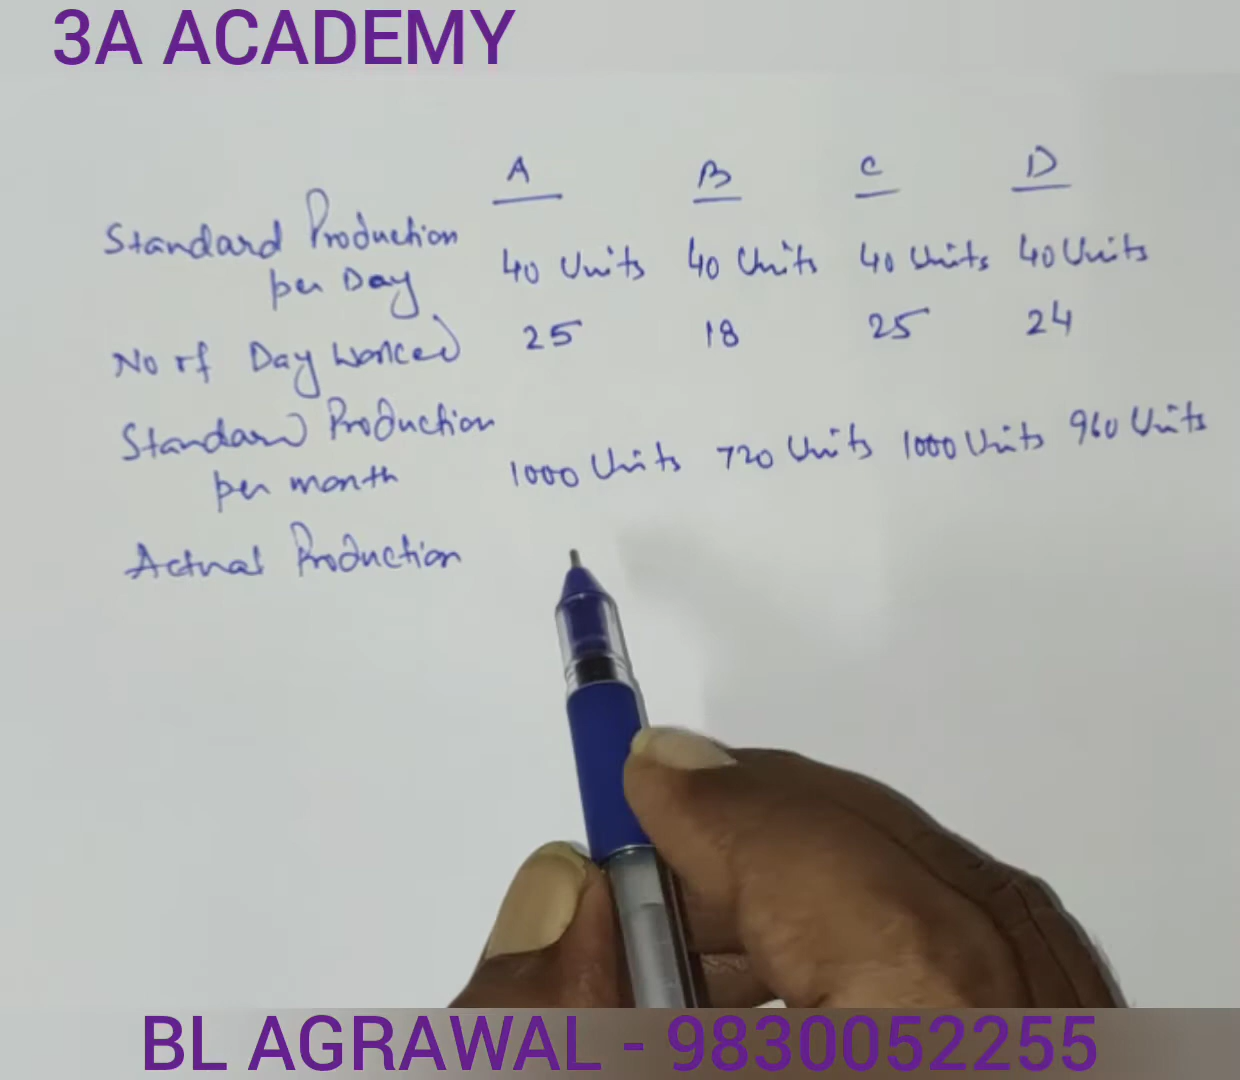 3A ACADEMY
A B C D
Standard Production
per Day 40 Units 40 Units 40 Units 40 Units
No of Day Worked 25 18 25 24
Standard Production
per month 1000 Units 720 Units 1000 Units 960 Units
Actual Production
BL AGRAWAL - 9830052255